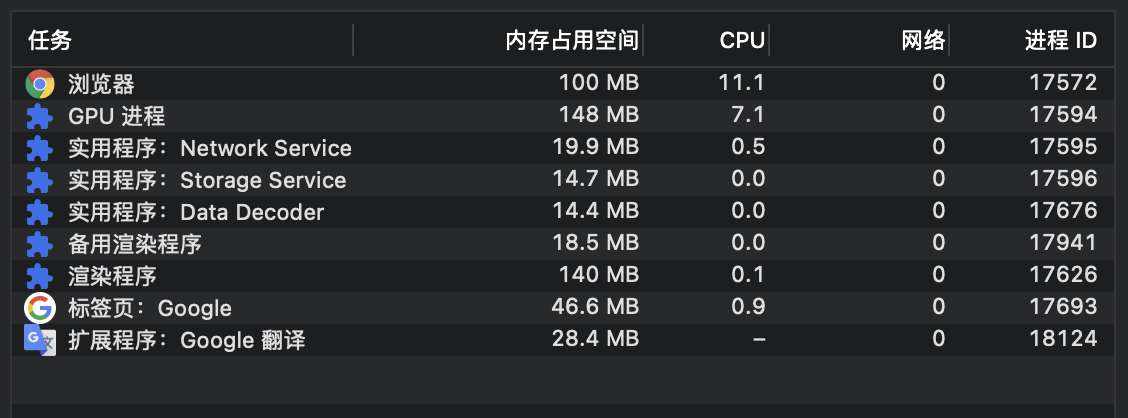 任务 内存占用空间 CPU 网络 进程 ID
浏览器 100 MB 11.1 0 17572
GPU 进程 148 MB 7.1 0 17594
实用程序：Network Service 19.9 MB 0.5 0 17595
实用程序：Storage Service 14.7 MB 0.0 0 17596
实用程序：Data Decoder 14.4 MB 0.0 0 17676
备用渲染程序 18.5 MB 0.0 0 17941
渲染程序 140 MB 0.1 0 17626
标签页：Google 46.6 MB 0.9 0 17693
扩展程序：Google 翻译 28.4 MB – 0 18124